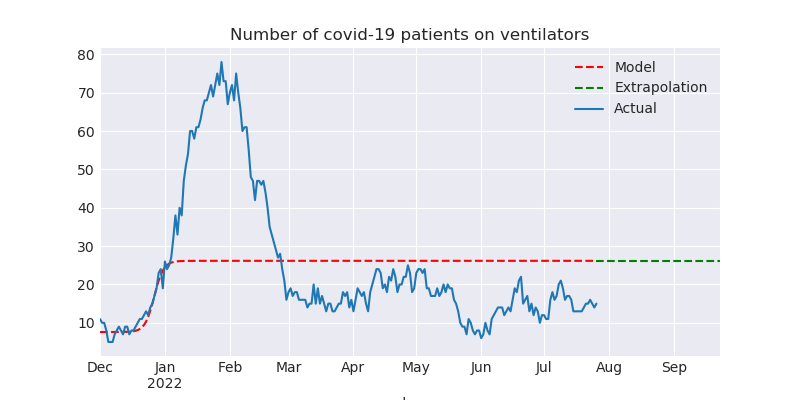 Number of covid-19 patients on ventilators
80
70
60
50
40
30
20
10
Model
Extrapolation
Actual
Dec Jan Feb Mar Apr May Jun Jul Aug Sep
2022